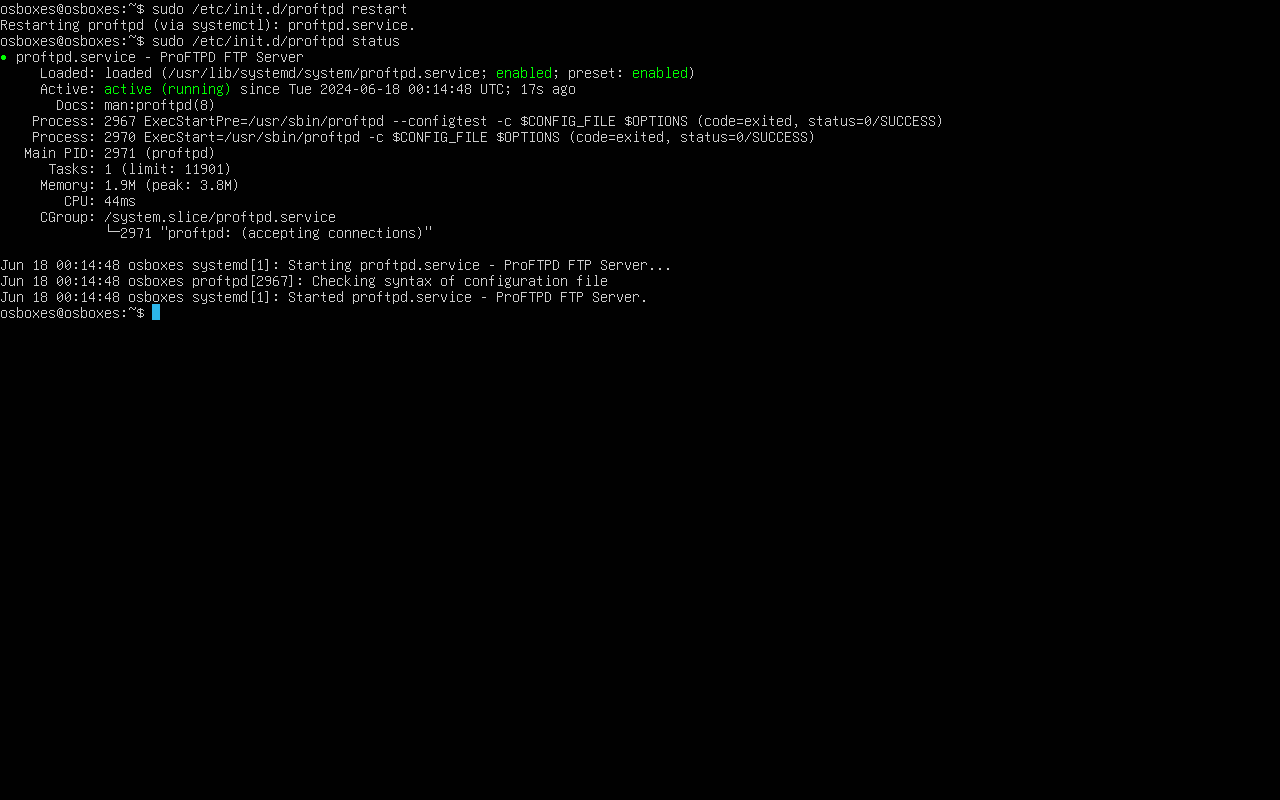 osboxes@osboxes:~$ sudo /etc/init.d/proftpd restart
Restarting proftpd (via systemctl): proftpd.service.
osboxes@osboxes:~$ sudo /etc/init.d/proftpd status
● proftpd.service - ProFTPD FTP Server
     Loaded: loaded (/usr/lib/systemd/system/proftpd.service; enabled; preset: enabled)
     Active: active (running) since Tue 2024-06-18 00:14:48 UTC; 17s ago
       Docs: man:proftpd(8)
    Process: 2967 ExecStartPre=/usr/sbin/proftpd --configtest -c $CONFIG_FILE $OPTIONS (code=exited, status=0/SUCCESS)
    Process: 2970 ExecStart=/usr/sbin/proftpd -c $CONFIG_FILE $OPTIONS (code=exited, status=0/SUCCESS)
   Main PID: 2971 (proftpd)
      Tasks: 1 (limit: 11901)
     Memory: 1.9M (peak: 3.8M)
        CPU: 44ms
     CGroup: /system.slice/proftpd.service
             └─2971 "proftpd: (accepting connections)"

Jun 18 00:14:48 osboxes systemd[1]: Starting proftpd.service - ProFTPD FTP Server...
Jun 18 00:14:48 osboxes proftpd[2967]: Checking syntax of configuration file
Jun 18 00:14:48 osboxes systemd[1]: Started proftpd.service - ProFTPD FTP Server.
osboxes@osboxes:~$